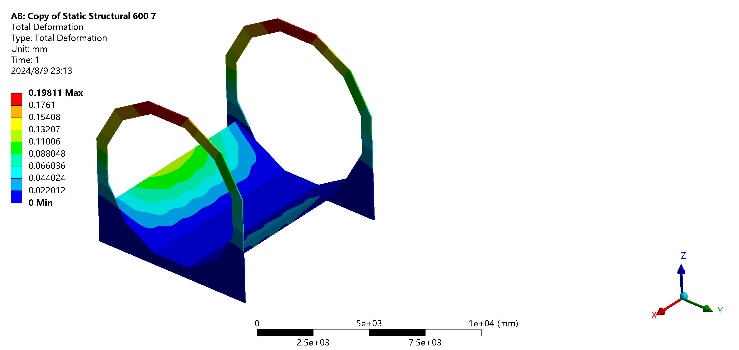 AB: Copy of Static Structural 600 7
Total Deformation
Type: Total Deformation
Unit: mm
Time: 1
2024/8/9 23:13
0.19811 Max
0.1761
0.15408
0.13207
0.11006
0.088048
0.066036
0.044024
0.022012
0 Min
Z
X
Y
0 5e+03 1e+04 (mm)
2.5e+03 7.5e+03